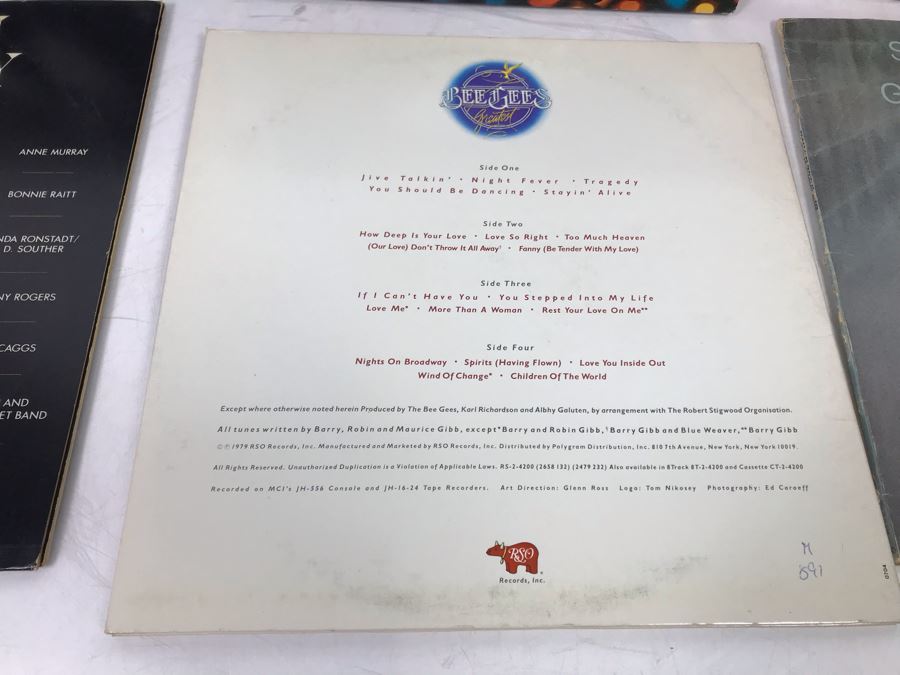 Y
ANNE MURRAY
BONNIE RAITT
NDA RONSTADT/
D. SOUTHER
NY ROGERS
CAGGS
AND
ET BAND
BEE GEES
Greatest
Side One
Jive Talkin' • Night Fever • Tragedy
You Should Be Dancing • Stayin' Alive
Side Two
How Deep Is Your Love • Love So Right • Too Much Heaven
(Our Love) Don't Throw It All Away† • Fanny (Be Tender With My Love)
Side Three
If I Can't Have You • You Stepped Into My Life
Love Me* • More Than A Woman • Rest Your Love On Me**
Side Four
Nights On Broadway • Spirits (Having Flown) • Love You Inside Out
Wind Of Change* • Children Of The World
Except where otherwise noted herein Produced by The Bee Gees, Karl Richardson and Albhy Galuten, by arrangement with The Robert Stigwood Organisation.
All tunes written by Barry, Robin and Maurice Gibb, except *Barry and Robin Gibb, †Barry Gibb and Blue Weaver, **Barry Gibb
©℗ 1979 RSO Records, Inc. Manufactured and Marketed by RSO Records, Inc. Distributed by Polygram Distribution, Inc. 810 7th Avenue, New York, New York 10019.
All Rights Reserved. Unauthorized Duplication is a Violation of Applicable Laws. RS-2-4200 (2658 132) (2479 232) Also available in 8Track 8T-2-4200 and Cassette CT-2-4200
Recorded on MCI's JH-556 Console and JH-16-24 Tape Recorders. Art Direction: Glenn Ross Logo: Tom Nikosey Photography: Ed Caraeff
RSO
Records, Inc.
M
0704
S
G